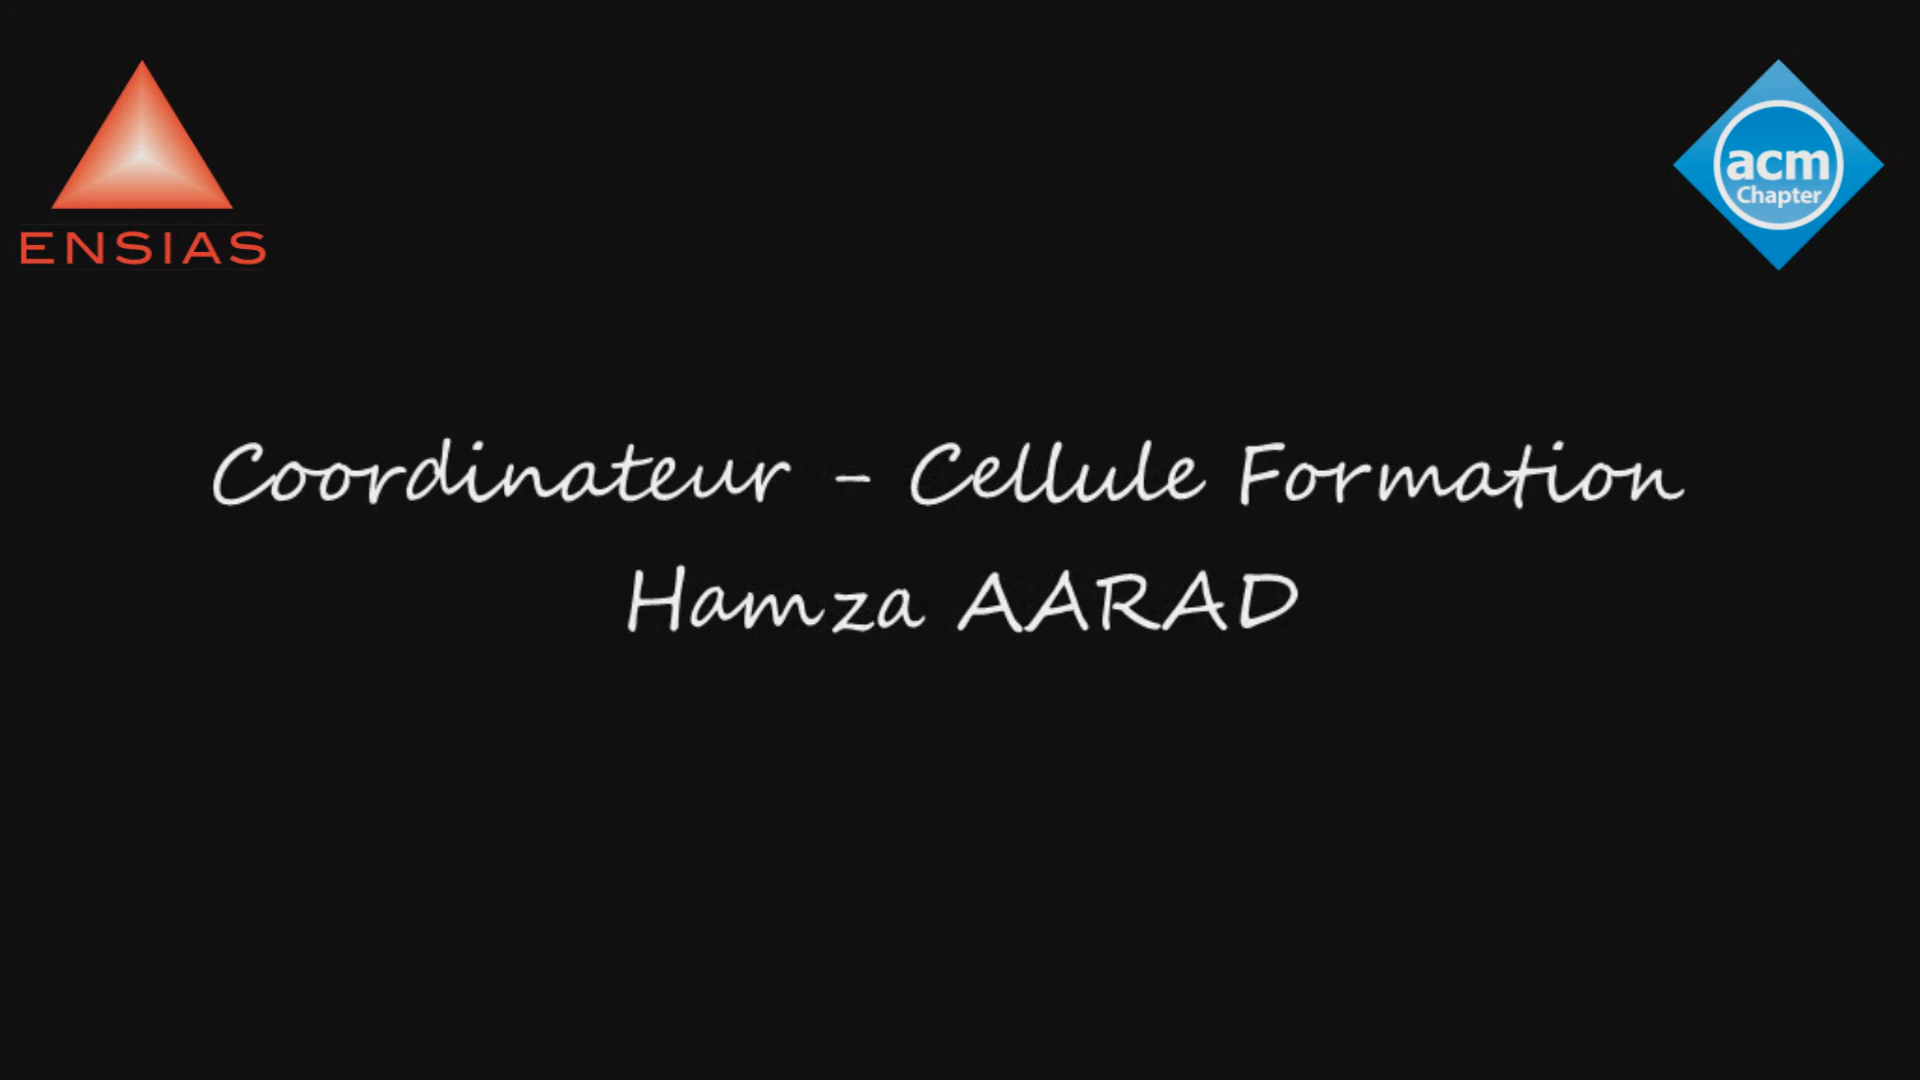 ENSIAS
acm
Chapter
Coordinateur - Cellule Formation
Hamza AARAD